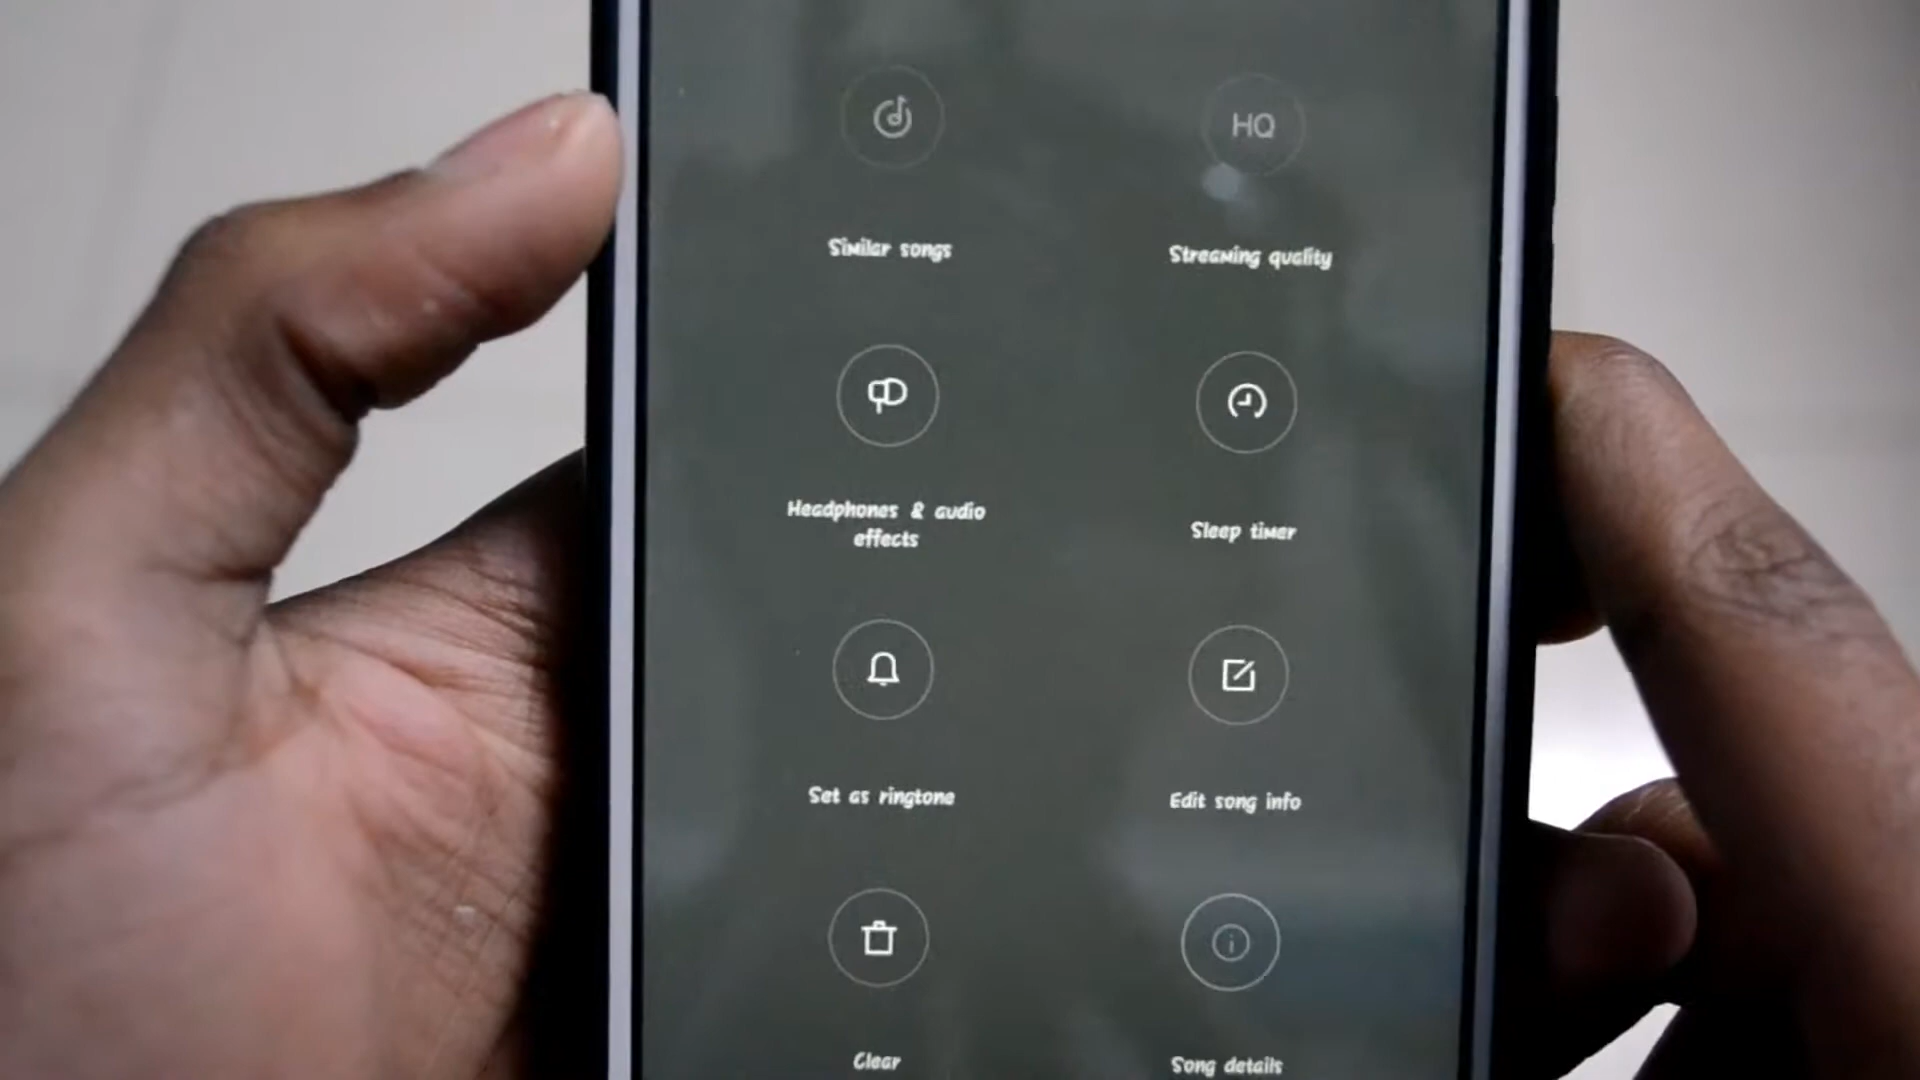 HQ
Similar songs
Streaming quality
Headphones & audio
effects
Sleep timer
Set as ringtone
Edit song info
Clear
Song details